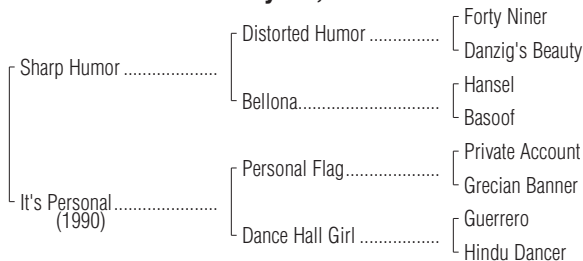 Forty Niner
Distorted Humor ...............
Danzig's Beauty
Sharp Humor ....................
Hansel
Bellona..............................
Basoof
Private Account
Personal Flag....................
Grecian Banner
It's Personal......................
(1990)
Guerrero
Dance Hall Girl .................
Hindu Dancer